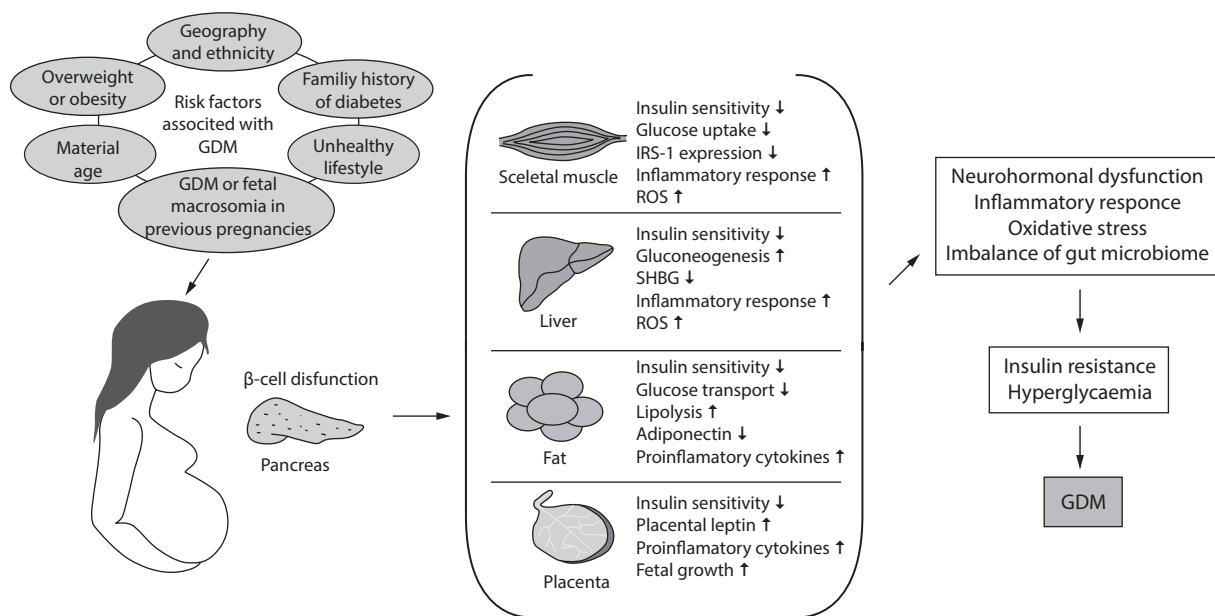 Geography
and ethnicity
Overweight
or obesity
Familiy history
of diabetes
Risk factors
associted with
GDM
Material
age
Unhealthy
lifestyle
GDM or fetal
macrosomia in
previous pregnancies
β-cell disfunction
Pancreas
Insulin sensitivity ↓
Glucose uptake ↓
IRS-1 expression ↓
Inflammatory response ↑
ROS ↑
Sceletal muscle
Insulin sensitivity ↓
Gluconeogenesis ↑
SHBG ↓
Inflammatory response ↑
ROS ↑
Liver
Insulin sensitivity ↓
Glucose transport ↓
Lipolysis ↑
Adiponectin ↓
Proinflamatory cytokines ↑
Fat
Insulin sensitivity ↓
Placental leptin ↑
Proinflamatory cytokines ↑
Fetal growth ↑
Placenta
Neurohormonal dysfunction
Inflammatory responce
Oxidative stress
Imbalance of gut microbiome
Insulin resistance
Hyperglycaemia
GDM